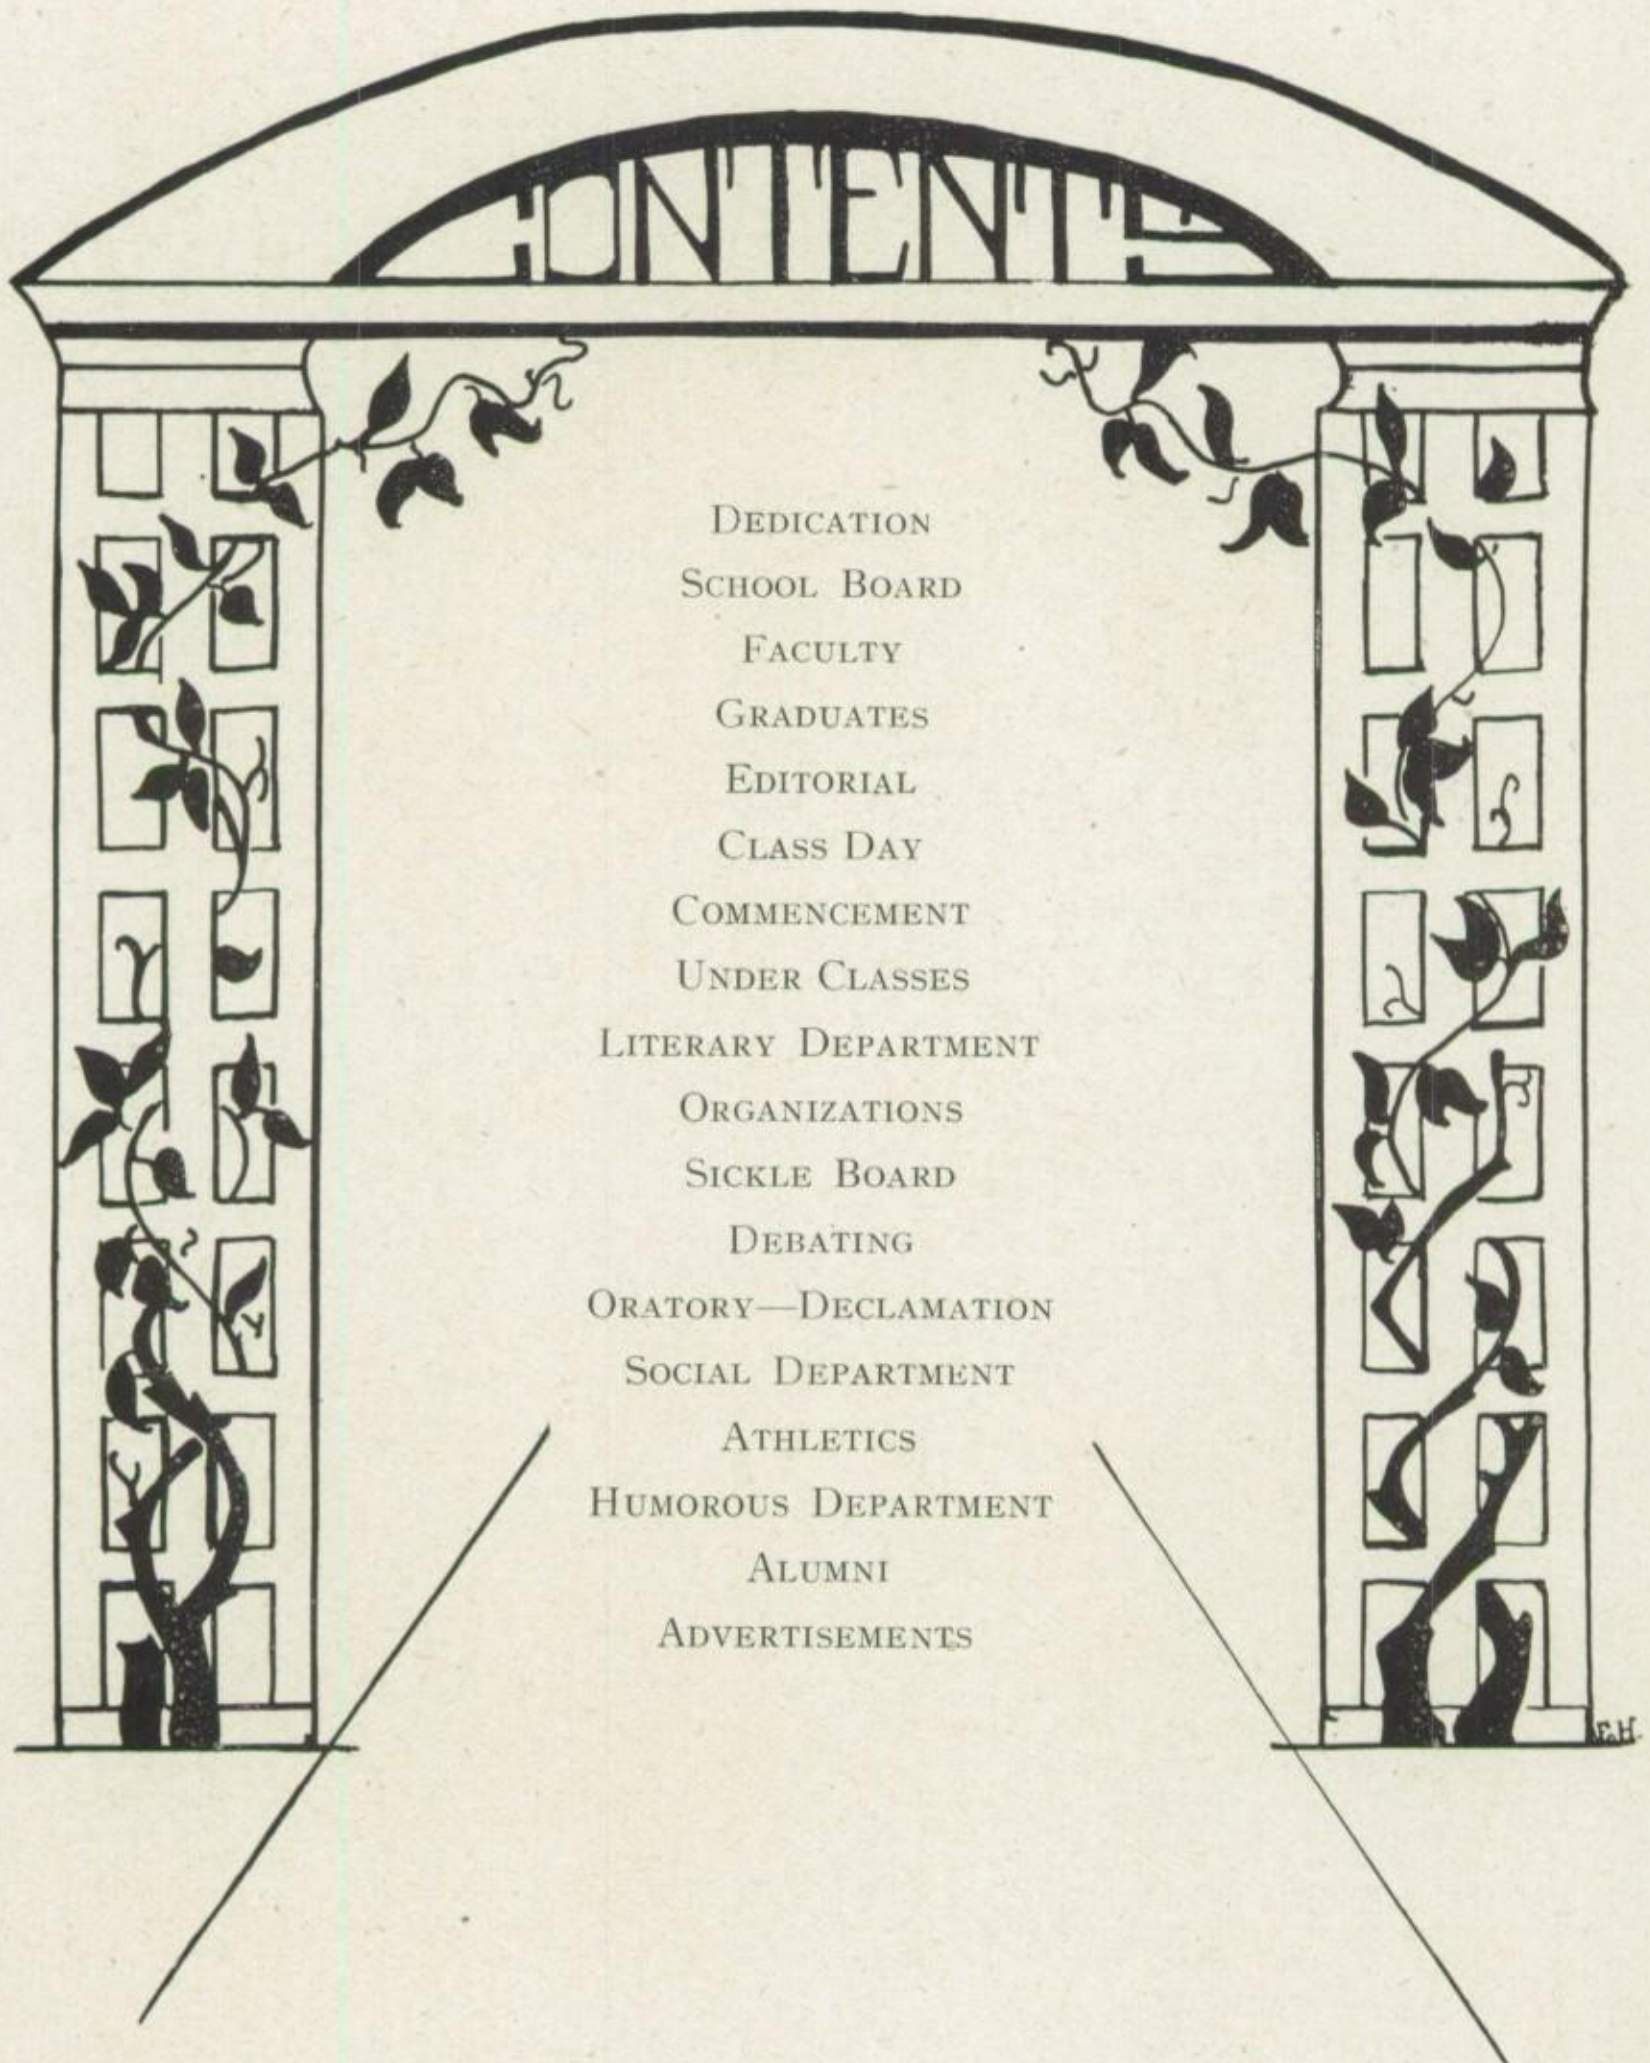 CONTENTS
DEDICATION
SCHOOL BOARD
FACULTY
GRADUATES
EDITORIAL
CLASS DAY
COMMENCEMENT
UNDER CLASSES
LITERARY DEPARTMENT
ORGANIZATIONS
SICKLE BOARD
DEBATING
ORATORY—DECLAMATION
SOCIAL DEPARTMENT
ATHLETICS
HUMOROUS DEPARTMENT
ALUMNI
ADVERTISEMENTS